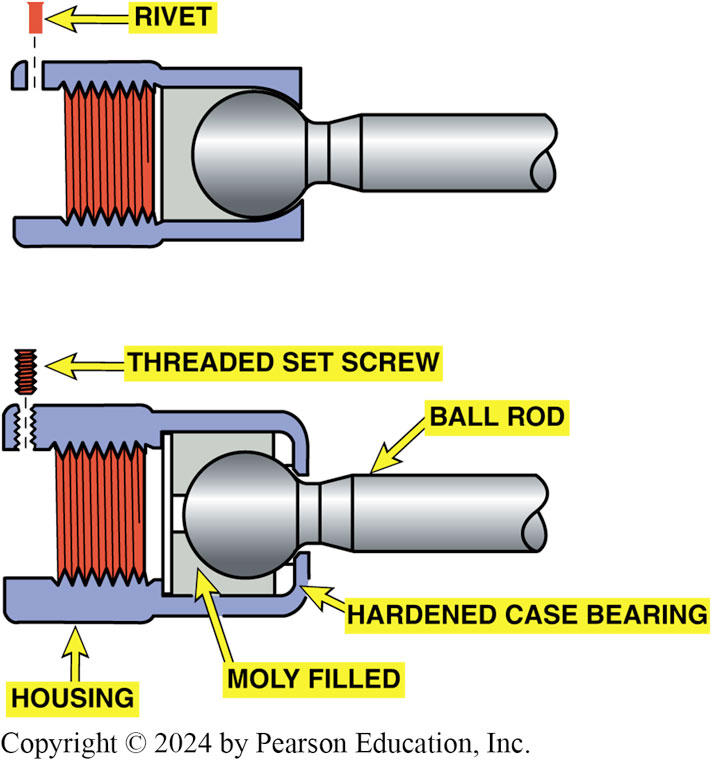 RIVET
THREADED SET SCREW
BALL ROD
HARDENED CASE BEARING
MOLY FILLED
HOUSING
Copyright © 2024 by Pearson Education, Inc.